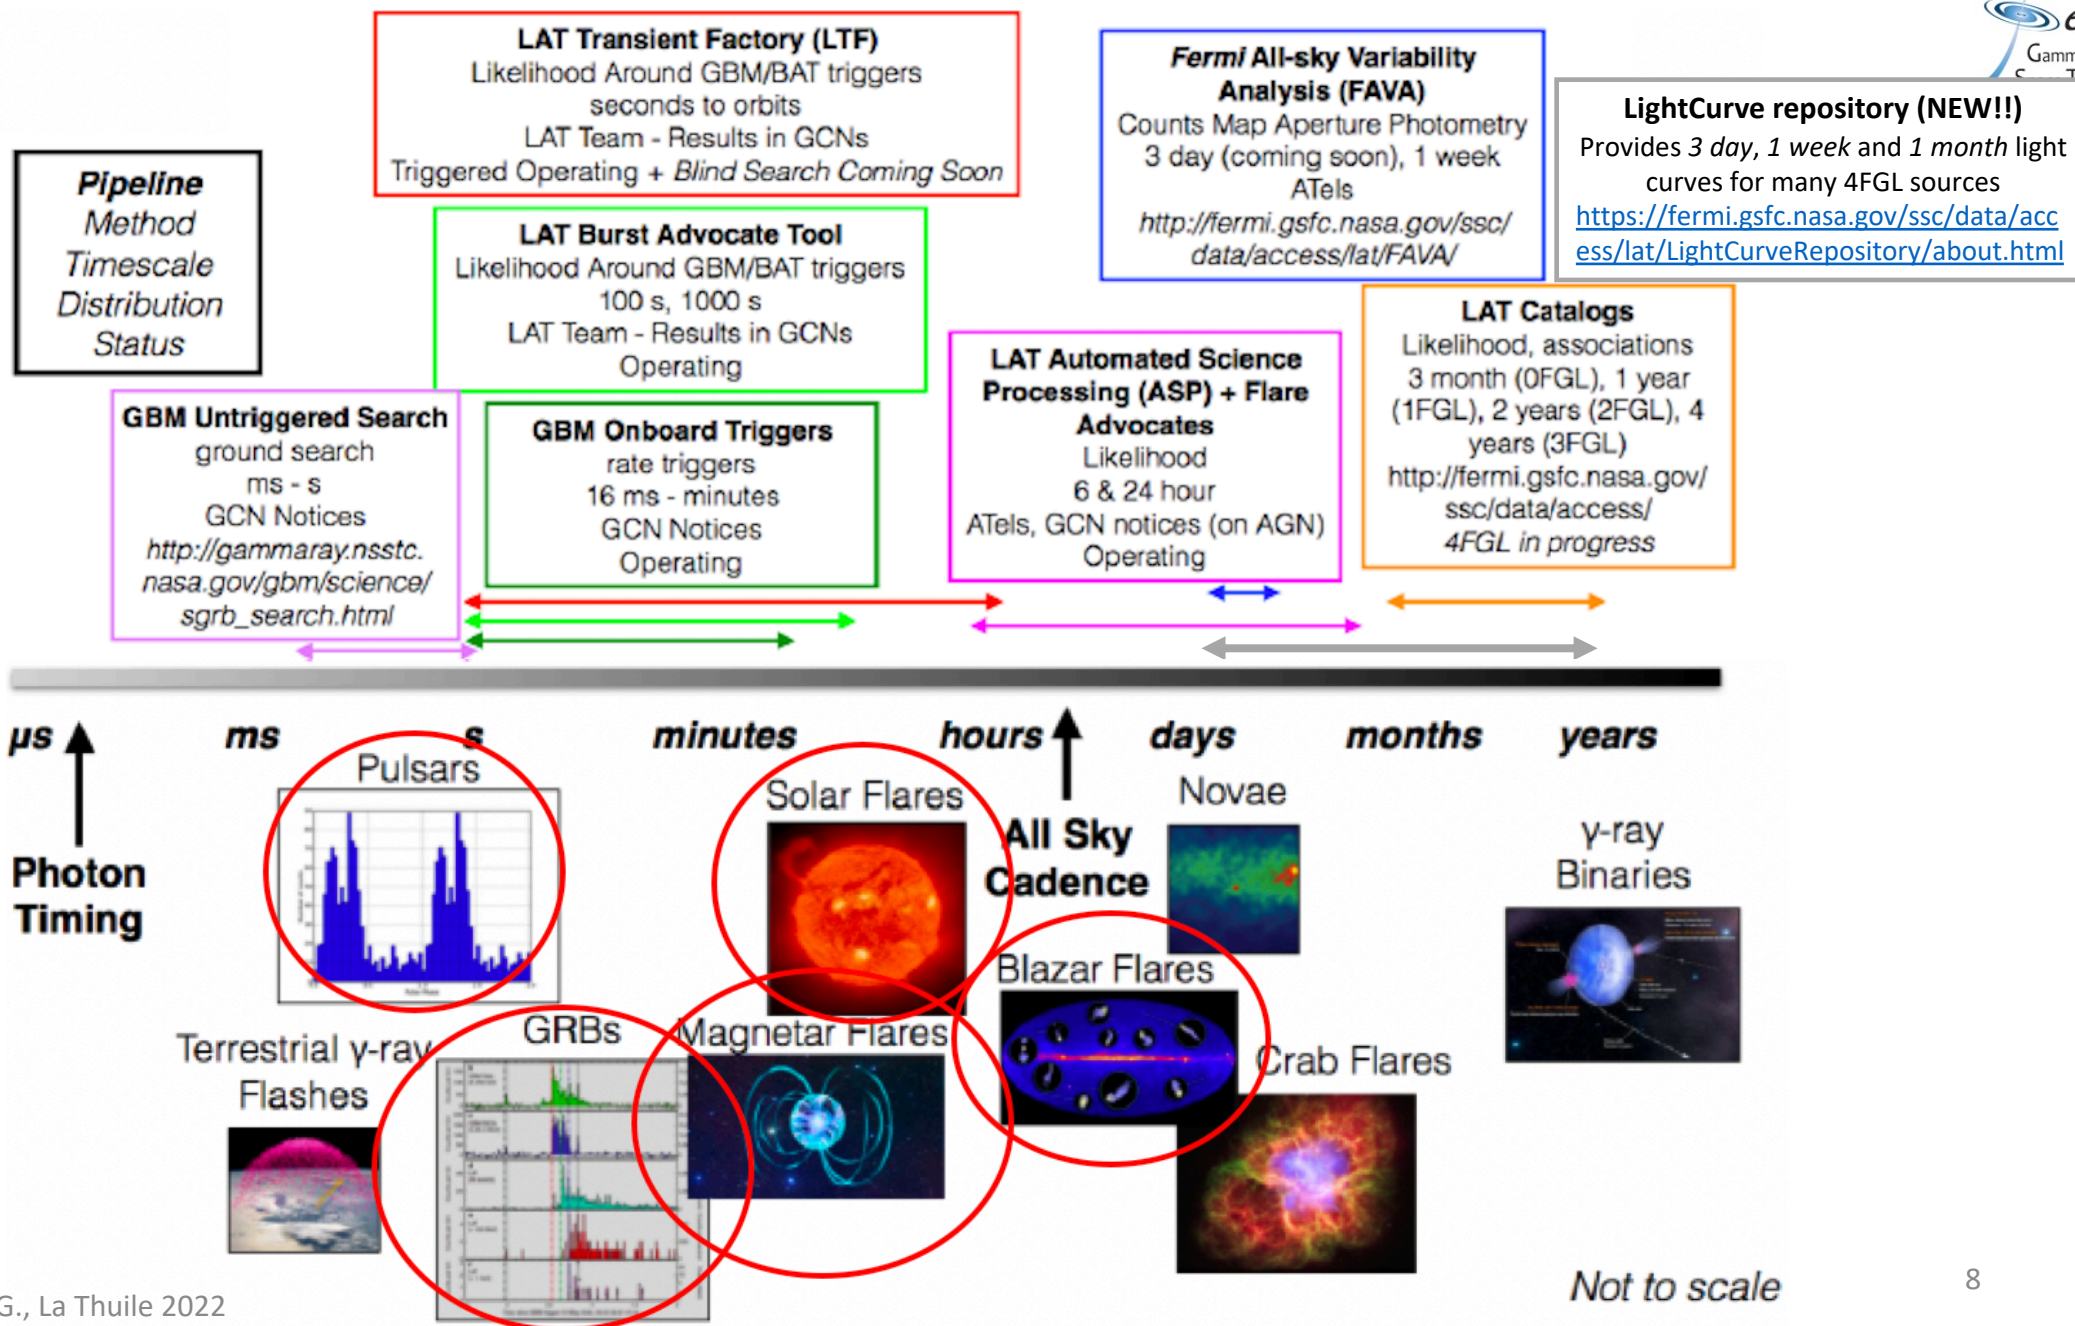 LAT Transient Factory (LTF)
Likelihood Around GBM/BAT triggers
seconds to orbits
LAT Team - Results in GCNs
Triggered Operating + Blind Search Coming Soon
Fermi All-sky Variability
Analysis (FAVA)
Counts Map Aperture Photometry
3 day (coming soon), 1 week
ATels
http://fermi.gsfc.nasa.gov/ssc/
data/access/lat/FAVA/
LightCurve repository (NEW!!)
Provides 3 day, 1 week and 1 month light
curves for many 4FGL sources
https://fermi.gsfc.nasa.gov/ssc/data/acc
ess/lat/LightCurveRepository/about.html
Pipeline
Method
Timescale
Distribution
Status
LAT Burst Advocate Tool
Likelihood Around GBM/BAT triggers
100 s, 1000 s
LAT Team - Results in GCNs
Operating
LAT Catalogs
Likelihood, associations
3 month (0FGL), 1 year
(1FGL), 2 years (2FGL), 4
years (3FGL)
http://fermi.gsfc.nasa.gov/
ssc/data/access/
4FGL in progress
LAT Automated Science
Processing (ASP) + Flare
Advocates
Likelihood
6 & 24 hour
ATels, GCN notices (on AGN)
Operating
GBM Untriggered Search
ground search
ms - s
GCN Notices
http://gammaray.nsstc.
nasa.gov/gbm/science/
sgrb_search.html
GBM Onboard Triggers
rate triggers
16 ms - minutes
GCN Notices
Operating
µs ms s minutes hours days months years
Photon
Timing
Pulsars
Solar Flares
All Sky
Cadence
Novae
γ-ray
Binaries
Terrestrial γ-ray
Flashes
GRBs
Magnetar Flares
Blazar Flares
Crab Flares
Not to scale
8
G., La Thuile 2022